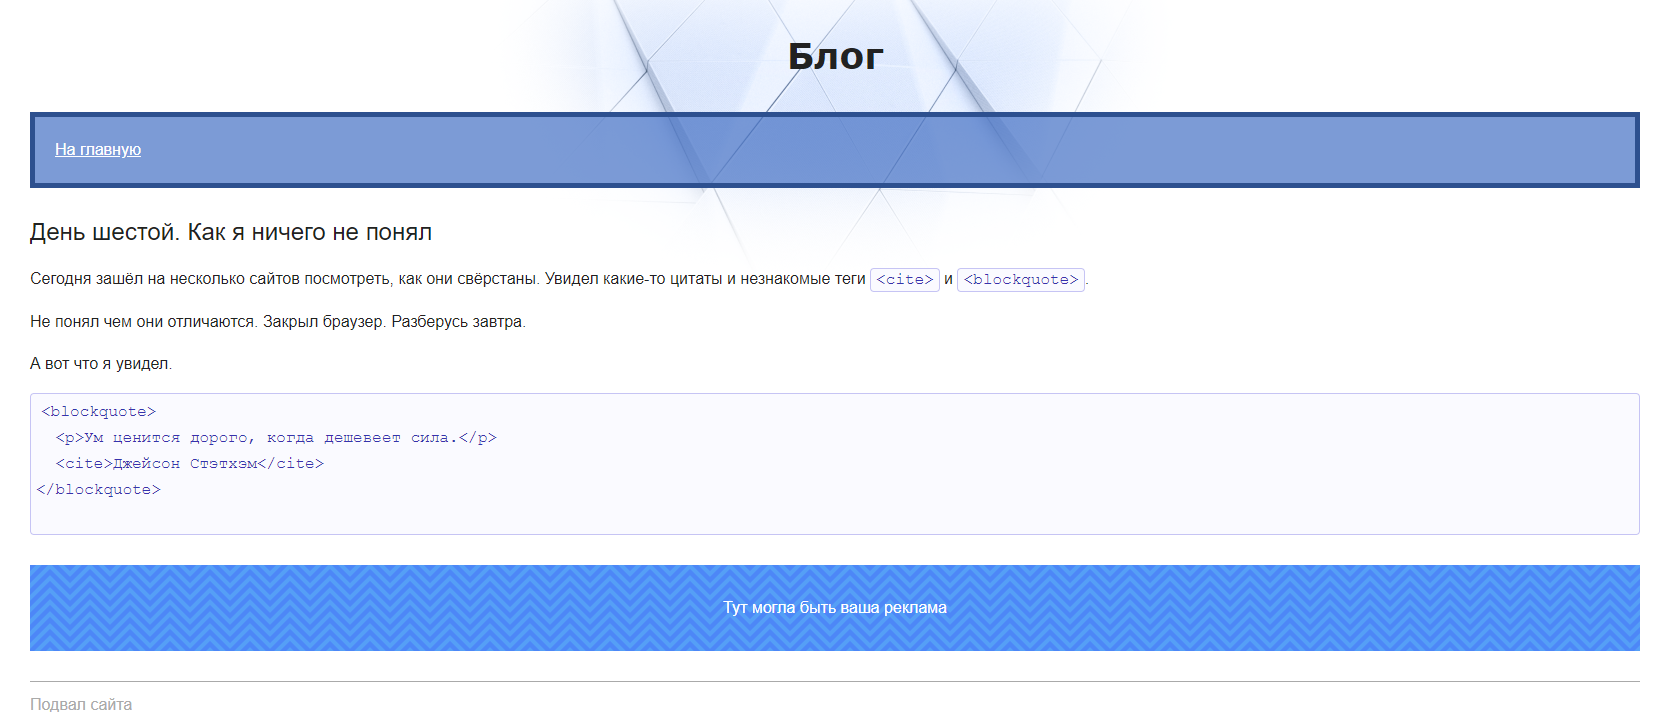 Блог
На главную
День шестой. Как я ничего не понял
Сегодня зашёл на несколько сайтов посмотреть, как они свёрстаны. Увидел какие-то цитаты и незнакомые теги <cite> и <blockquote>.
Не понял чем они отличаются. Закрыл браузер. Разберусь завтра.
А вот что я увидел.
<blockquote>
<p>Ум ценится дорого, когда дешевеет сила.</p>
<cite>Джейсон Стэтхэм</cite>
</blockquote>
Тут могла быть ваша реклама
Подвал сайта